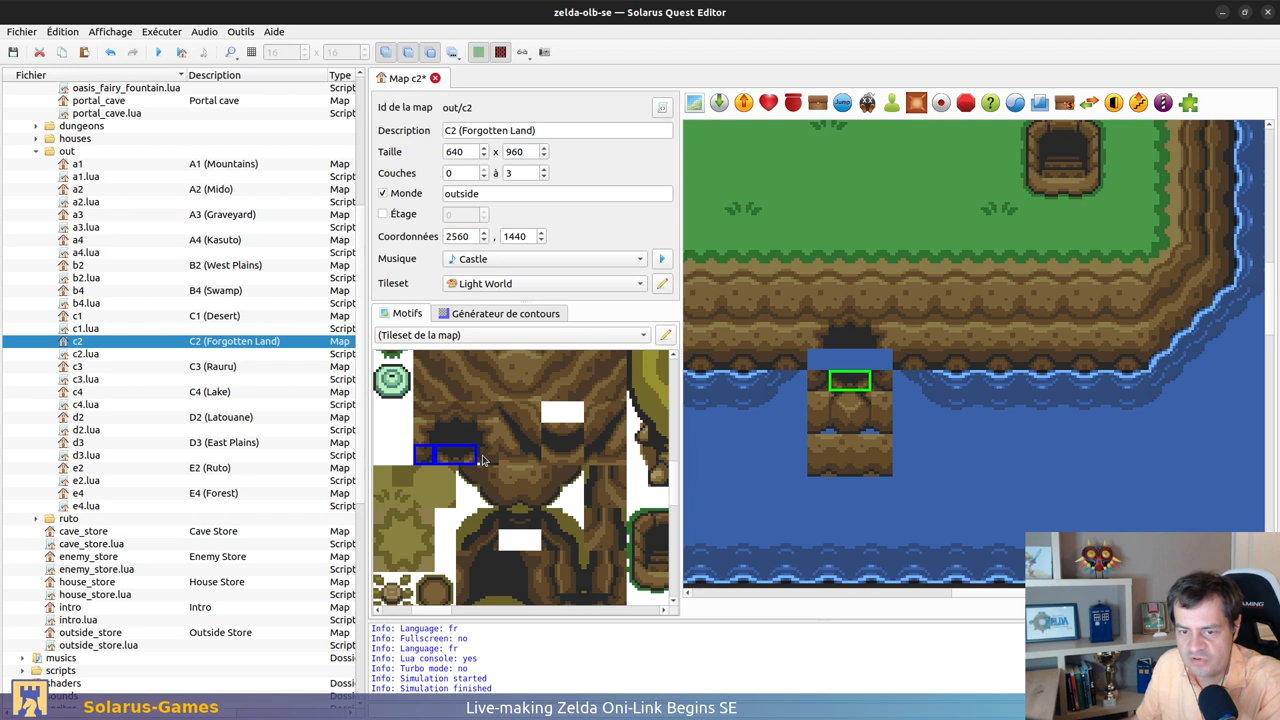 zelda-olb-se — Solarus Quest Editor
Fichier Édition Affichage Exécuter Audio Outils Aide
16 x 16
Fichier Description Type
oasis_fairy_fountain.lua Script
portal_cave Portal cave Map
portal_cave.lua Script
dungeons Dossi
houses Dossi
out Dossi
a1 A1 (Mountains) Map
a1.lua Script
a2 A2 (Mido) Map
a2.lua Script
a3 A3 (Graveyard) Map
a3.lua Script
a4 A4 (Kasuto) Map
a4.lua Script
b2 B2 (West Plains) Map
b2.lua Script
b4 B4 (Swamp) Map
b4.lua Script
c1 C1 (Desert) Map
c1.lua Script
c2 C2 (Forgotten Land) Map
c2.lua Script
c3 C3 (Rauru) Map
c3.lua Script
c4 C4 (Lake) Map
c4.lua Script
d2 D2 (Latouane) Map
d2.lua Script
d3 D3 (East Plains) Map
d3.lua Script
e2 E2 (Ruto) Map
e2.lua Script
e4 E4 (Forest) Map
e4.lua Script
ruto Dossi
cave_store Cave Store Map
cave_store.lua Script
enemy_store Enemy Store Map
enemy_store.lua Script
house_store House Store Map
house_store.lua Script
intro Intro Map
intro.lua Script
outside_store Outside Store Map
outside_store.lua Script
musics Dossi
scripts Dossi
shaders Dossi
Map c2*
Id de la map out/c2
Description C2 (Forgotten Land)
Taille 640 x 960
Couches 0 à 3
Monde outside
Étage 0
Coordonnées 2560 , 1440
Musique Castle
Tileset Light World
Motifs Générateur de contours
(Tileset de la map)
Jump
Info: Language: fr
Info: Fullscreen: no
Info: Language: fr
Info: Lua console: yes
Info: Turbo mode: no
Info: Simulation started
Info: Simulation finished
Solarus-Games
Live-making Zelda Oni-Link Begins SE